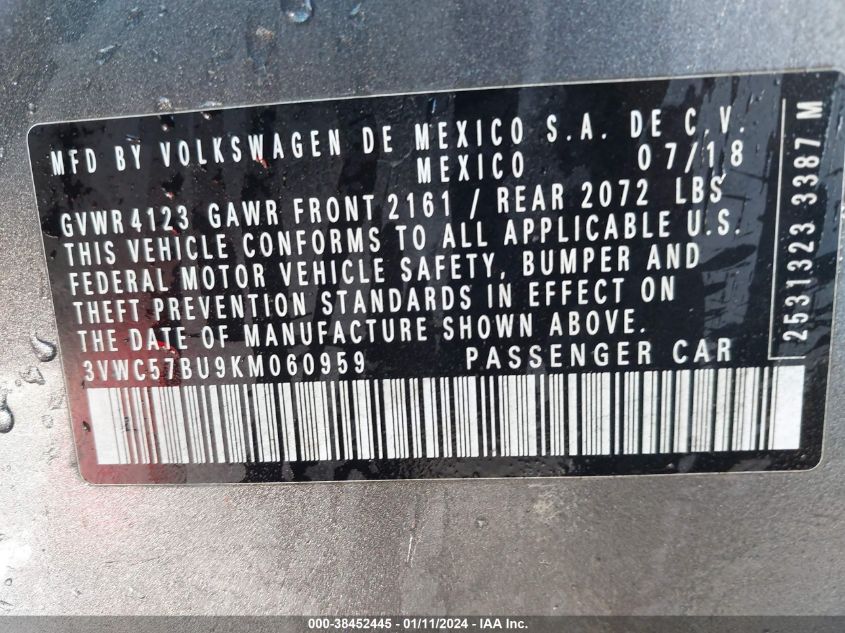 MFD BY VOLKSWAGEN DE MEXICO S.A. DE C.V.
MEXICO 07/18
GVWR4123 GAWR FRONT 2161 / REAR 2072 LBS
THIS VEHICLE CONFORMS TO ALL APPLICABLE U.S.
FEDERAL MOTOR VEHICLE SAFETY, BUMPER AND
THEFT PREVENTION STANDARDS IN EFFECT ON
THE DATE OF MANUFACTURE SHOWN ABOVE.
3VWC57BU9KM060959 PASSENGER CAR
2531323 3387 M
000-38452445 - 01/11/2024 - IAA Inc.